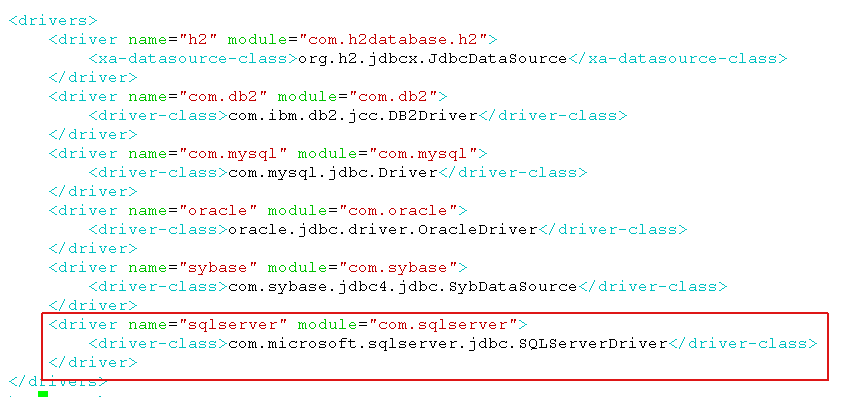 <drivers>
<driver name="h2" module="com.h2database.h2">
<xa-datasource-class>org.h2.jdbcx.JdbcDataSource</xa-datasource-class>
</driver>
<driver name="com.db2" module="com.db2">
<driver-class>com.ibm.db2.jcc.DB2Driver</driver-class>
</driver>
<driver name="com.mysql" module="com.mysql">
<driver-class>com.mysql.jdbc.Driver</driver-class>
</driver>
<driver name="oracle" module="com.oracle">
<driver-class>oracle.jdbc.driver.OracleDriver</driver-class>
</driver>
<driver name="sybase" module="com.sybase">
<driver-class>com.sybase.jdbc4.jdbc.SybDataSource</driver-class>
</driver>
<driver name="sqlserver" module="com.sqlserver">
<driver-class>com.microsoft.sqlserver.jdbc.SQLServerDriver</driver-class>
</driver>
</drivers>